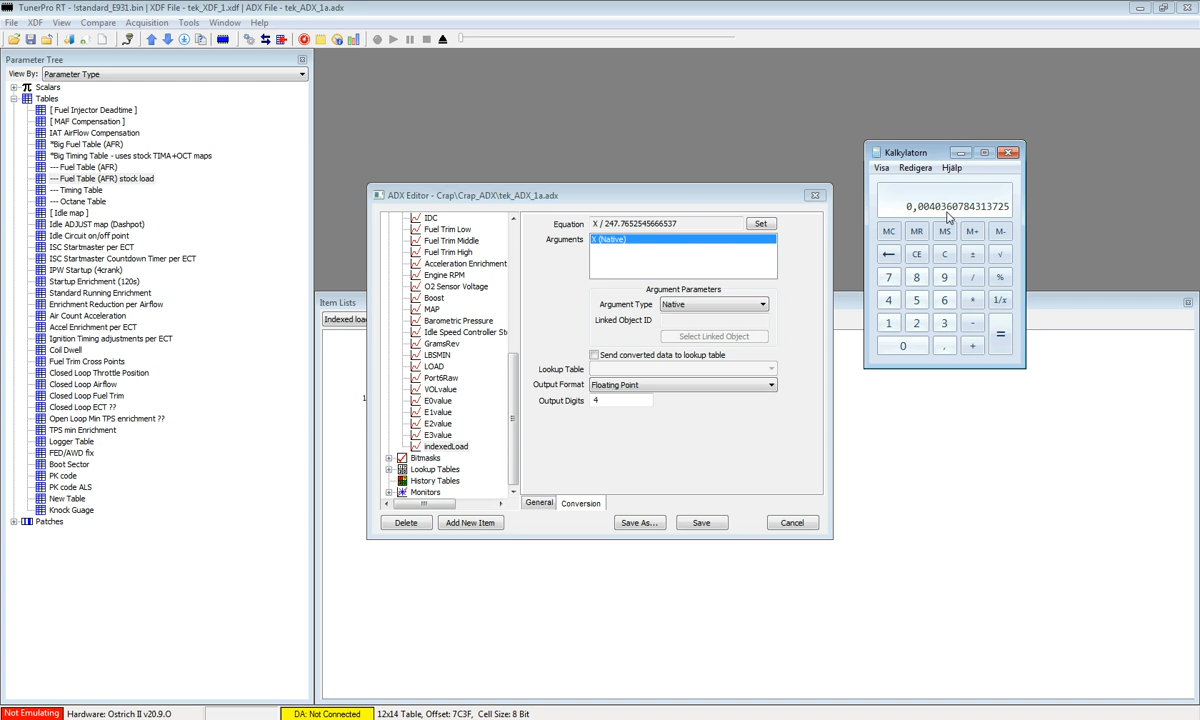 TunerPro RT - !standard_E931.bin | XDF File - tek_XDF_1.xdf | ADX File - tek_ADX_1a.adx
File XDF View Compare Acquisition Tools Window Help
Parameter Tree
View By: Parameter Type
Scalars
Tables
[ Fuel Injector Deadtime ]
[ MAF Compensation ]
IAT AirFlow Compensation
*Big Fuel Table (AFR)
*Big Timing Table - uses stock TIMA+OCT maps
--- Fuel Table (AFR)
--- Fuel Table (AFR) stock load
--- Timing Table
--- Octane Table
[ Idle map ]
Idle ADJUST map (Dashpot)
Idle Circuit on/off point
ISC Startmaster per ECT
ISC Startmaster Countdown Timer per ECT
IPW Startup (4crank)
Startup Enrichment (120s)
Standard Running Enrichment
Enrichment Reduction per Airflow
Air Count Acceleration
Accel Enrichment per ECT
Ignition Timing adjustments per ECT
Coil Dwell
Fuel Trim Cross Points
Closed Loop Throttle Position
Closed Loop Airflow
Closed Loop Fuel Trim
Closed Loop ECT ??
Open Loop Min TPS enrichment ??
TPS min Enrichment
Logger Table
FED/AWD fix
Boot Sector
PK code
PK code ALS
New Table
Knock Guage
Patches
Item Lists
Indexed loa
1
ADX Editor - Crap\Crap_ADX\tek_ADX_1a.adx
IDC
Fuel Trim Low
Fuel Trim Middle
Fuel Trim High
Acceleration Enrichment
Engine RPM
O2 Sensor Voltage
Boost
MAP
Barometric Pressure
Idle Speed Controller St
GramsRev
LBSMIN
LOAD
Port6Raw
VOLvalue
E0value
E1value
E2value
E3value
indexedLoad
Bitmasks
Lookup Tables
History Tables
Monitors
Equation X / 247.7652545666537 Set
Arguments X (Native)
Argument Parameters
Argument Type Native
Linked Object ID
Select Linked Object
Send converted data to lookup table
Lookup Table
Output Format Floating Point
Output Digits 4
General Conversion
Delete Add New Item Save As... Save Cancel
Kalkylatorn
Visa Redigera Hjälp
0,0040360784313725
MC MR MS M+ M-
← CE C ± √
7 8 9 / %
4 5 6 * 1/x
1 2 3 - =
0 , +
Not Emulating Hardware: Ostrich II v20.9.O DA: Not Connected 12x14 Table, Offset: 7C3F, Cell Size: 8 Bit